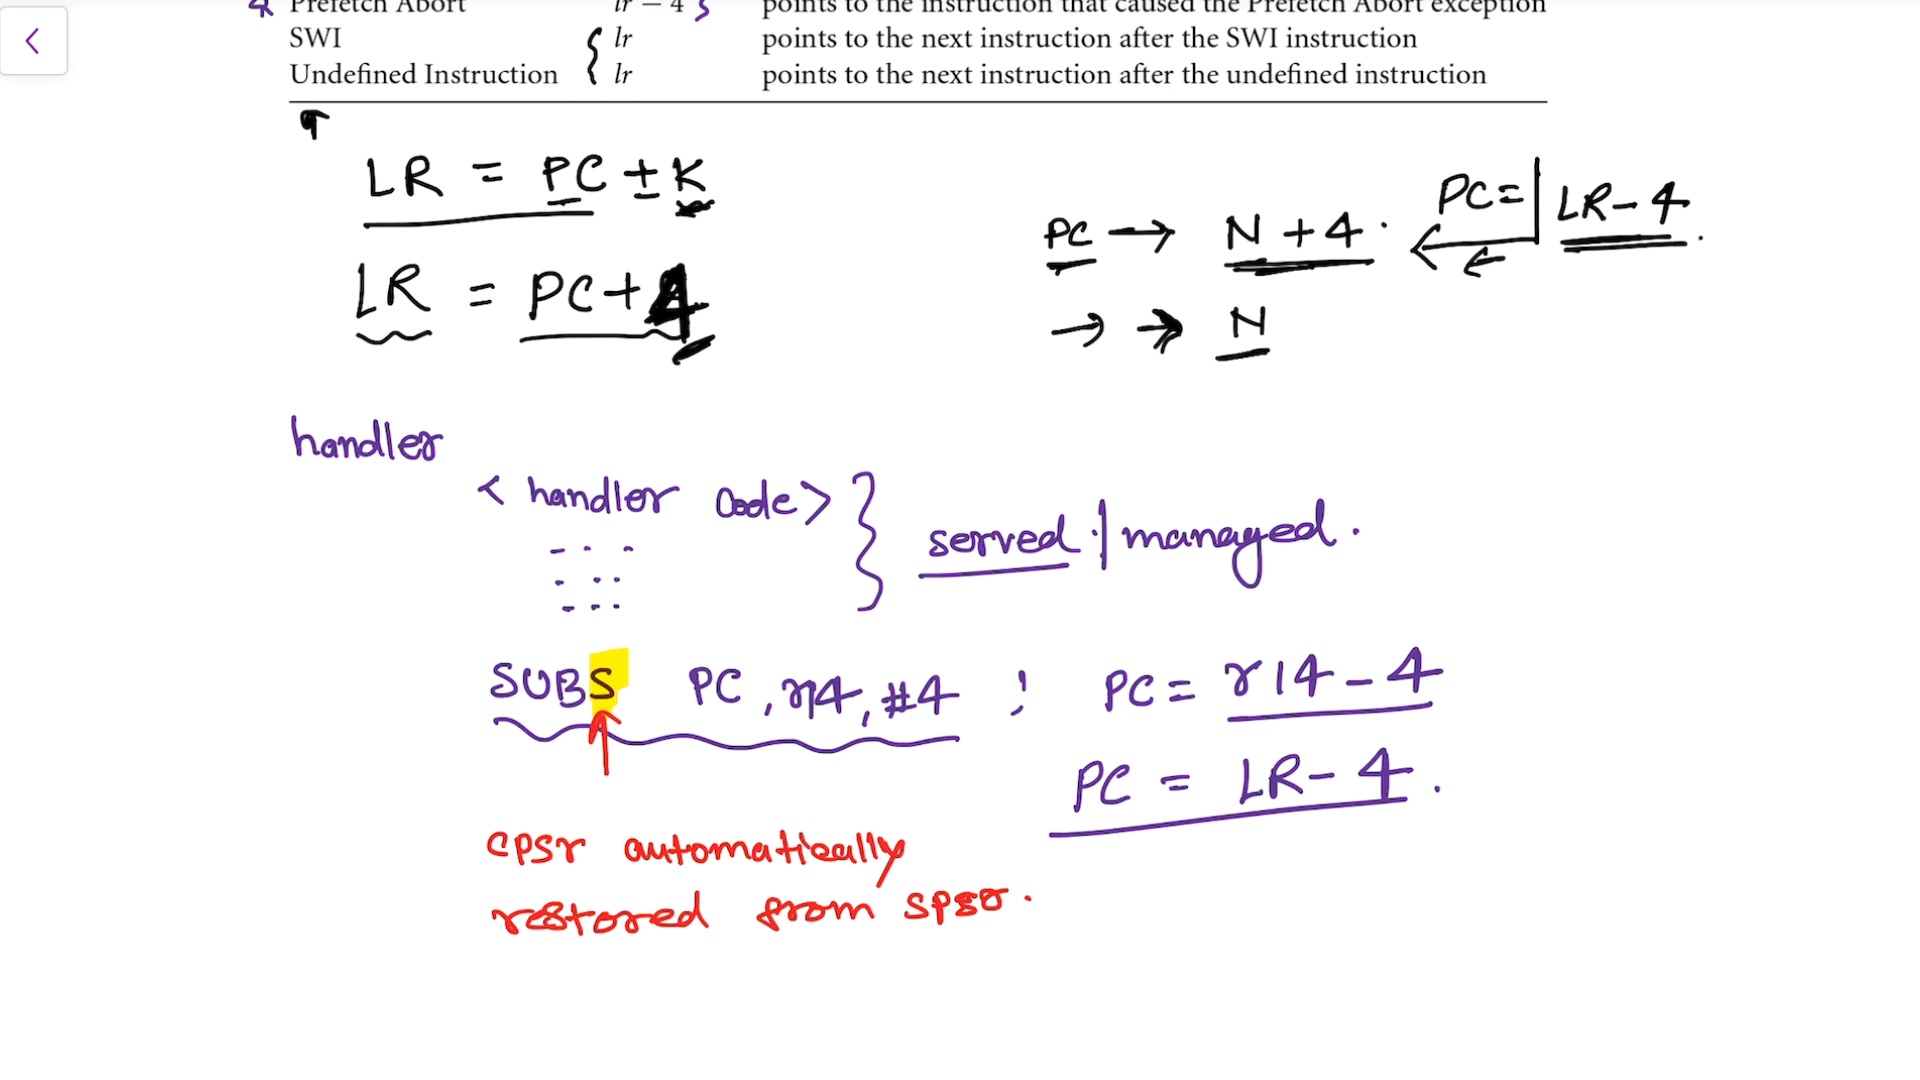 Prefetch Abort lr – 4 points to the instruction that caused the Prefetch Abort exception
SWI lr points to the next instruction after the SWI instruction
Undefined Instruction lr points to the next instruction after the undefined instruction
LR = PC ± K
PC → N + 4 . PC = LR – 4 .
LR = PC + 4
→ → N
handler
< handler Code > } served | managed .
SUBS PC , r14 , #4 ; PC = r14 – 4
PC = LR – 4 .
cpsr automatically
restored from spsr .